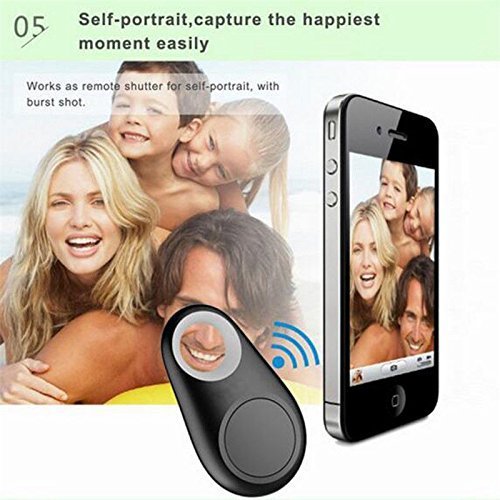 05
Self-portrait,capture the happiest
moment easily
Works as remote shutter for self-portrait, with
burst shot.